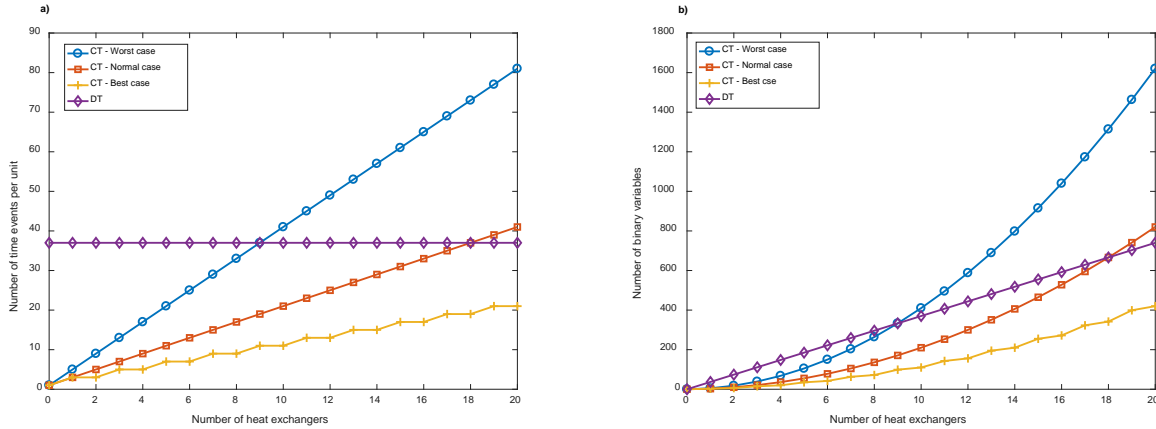 a)
90
80
70
60
50
40
30
20
10
0
Number of time events per unit
CT - Worst case
CT - Normal case
CT - Best case
DT
0 2 4 6 8 10 12 14 16 18 20
Number of heat exchangers
b)
1800
1600
1400
1200
1000
800
600
400
200
0
Number of binary variables
CT - Worst case
CT - Normal case
CT - Best cse
DT
0 2 4 6 8 10 12 14 16 18 20
Number of heat exchangers